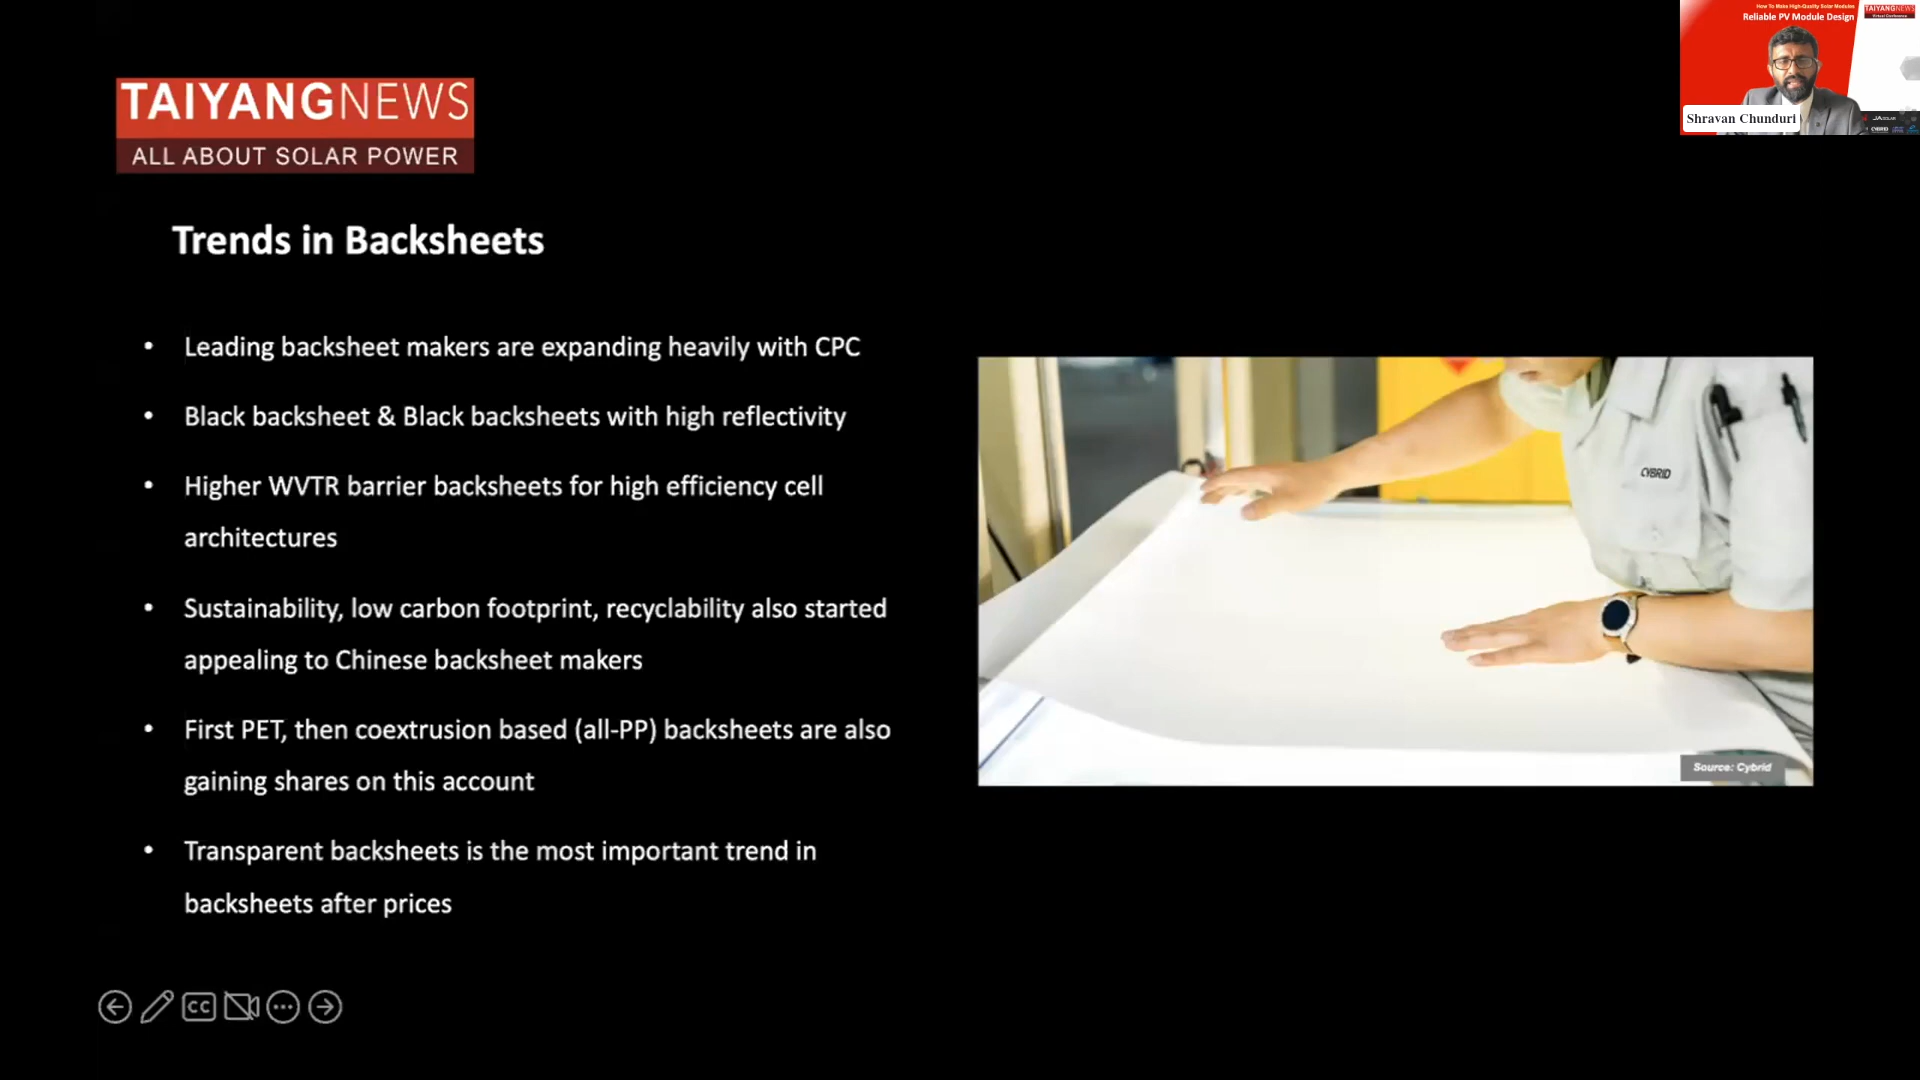 How To Make High-Quality Solar Modules
Reliable PV Module Design
TAIYANGNEWS
Virtual Conference
Shravan Chunduri
JA SOLAR
CYBRID
TAIYANGNEWS
ALL ABOUT SOLAR POWER
Trends in Backsheets
• Leading backsheet makers are expanding heavily with CPC
• Black backsheet & Black backsheets with high reflectivity
• Higher WVTR barrier backsheets for high efficiency cell
architectures
• Sustainability, low carbon footprint, recyclability also started
appealing to Chinese backsheet makers
• First PET, then coextrusion based (all-PP) backsheets are also
gaining shares on this account
• Transparent backsheets is the most important trend in
backsheets after prices
CYBRID
Source: Cybrid
CC